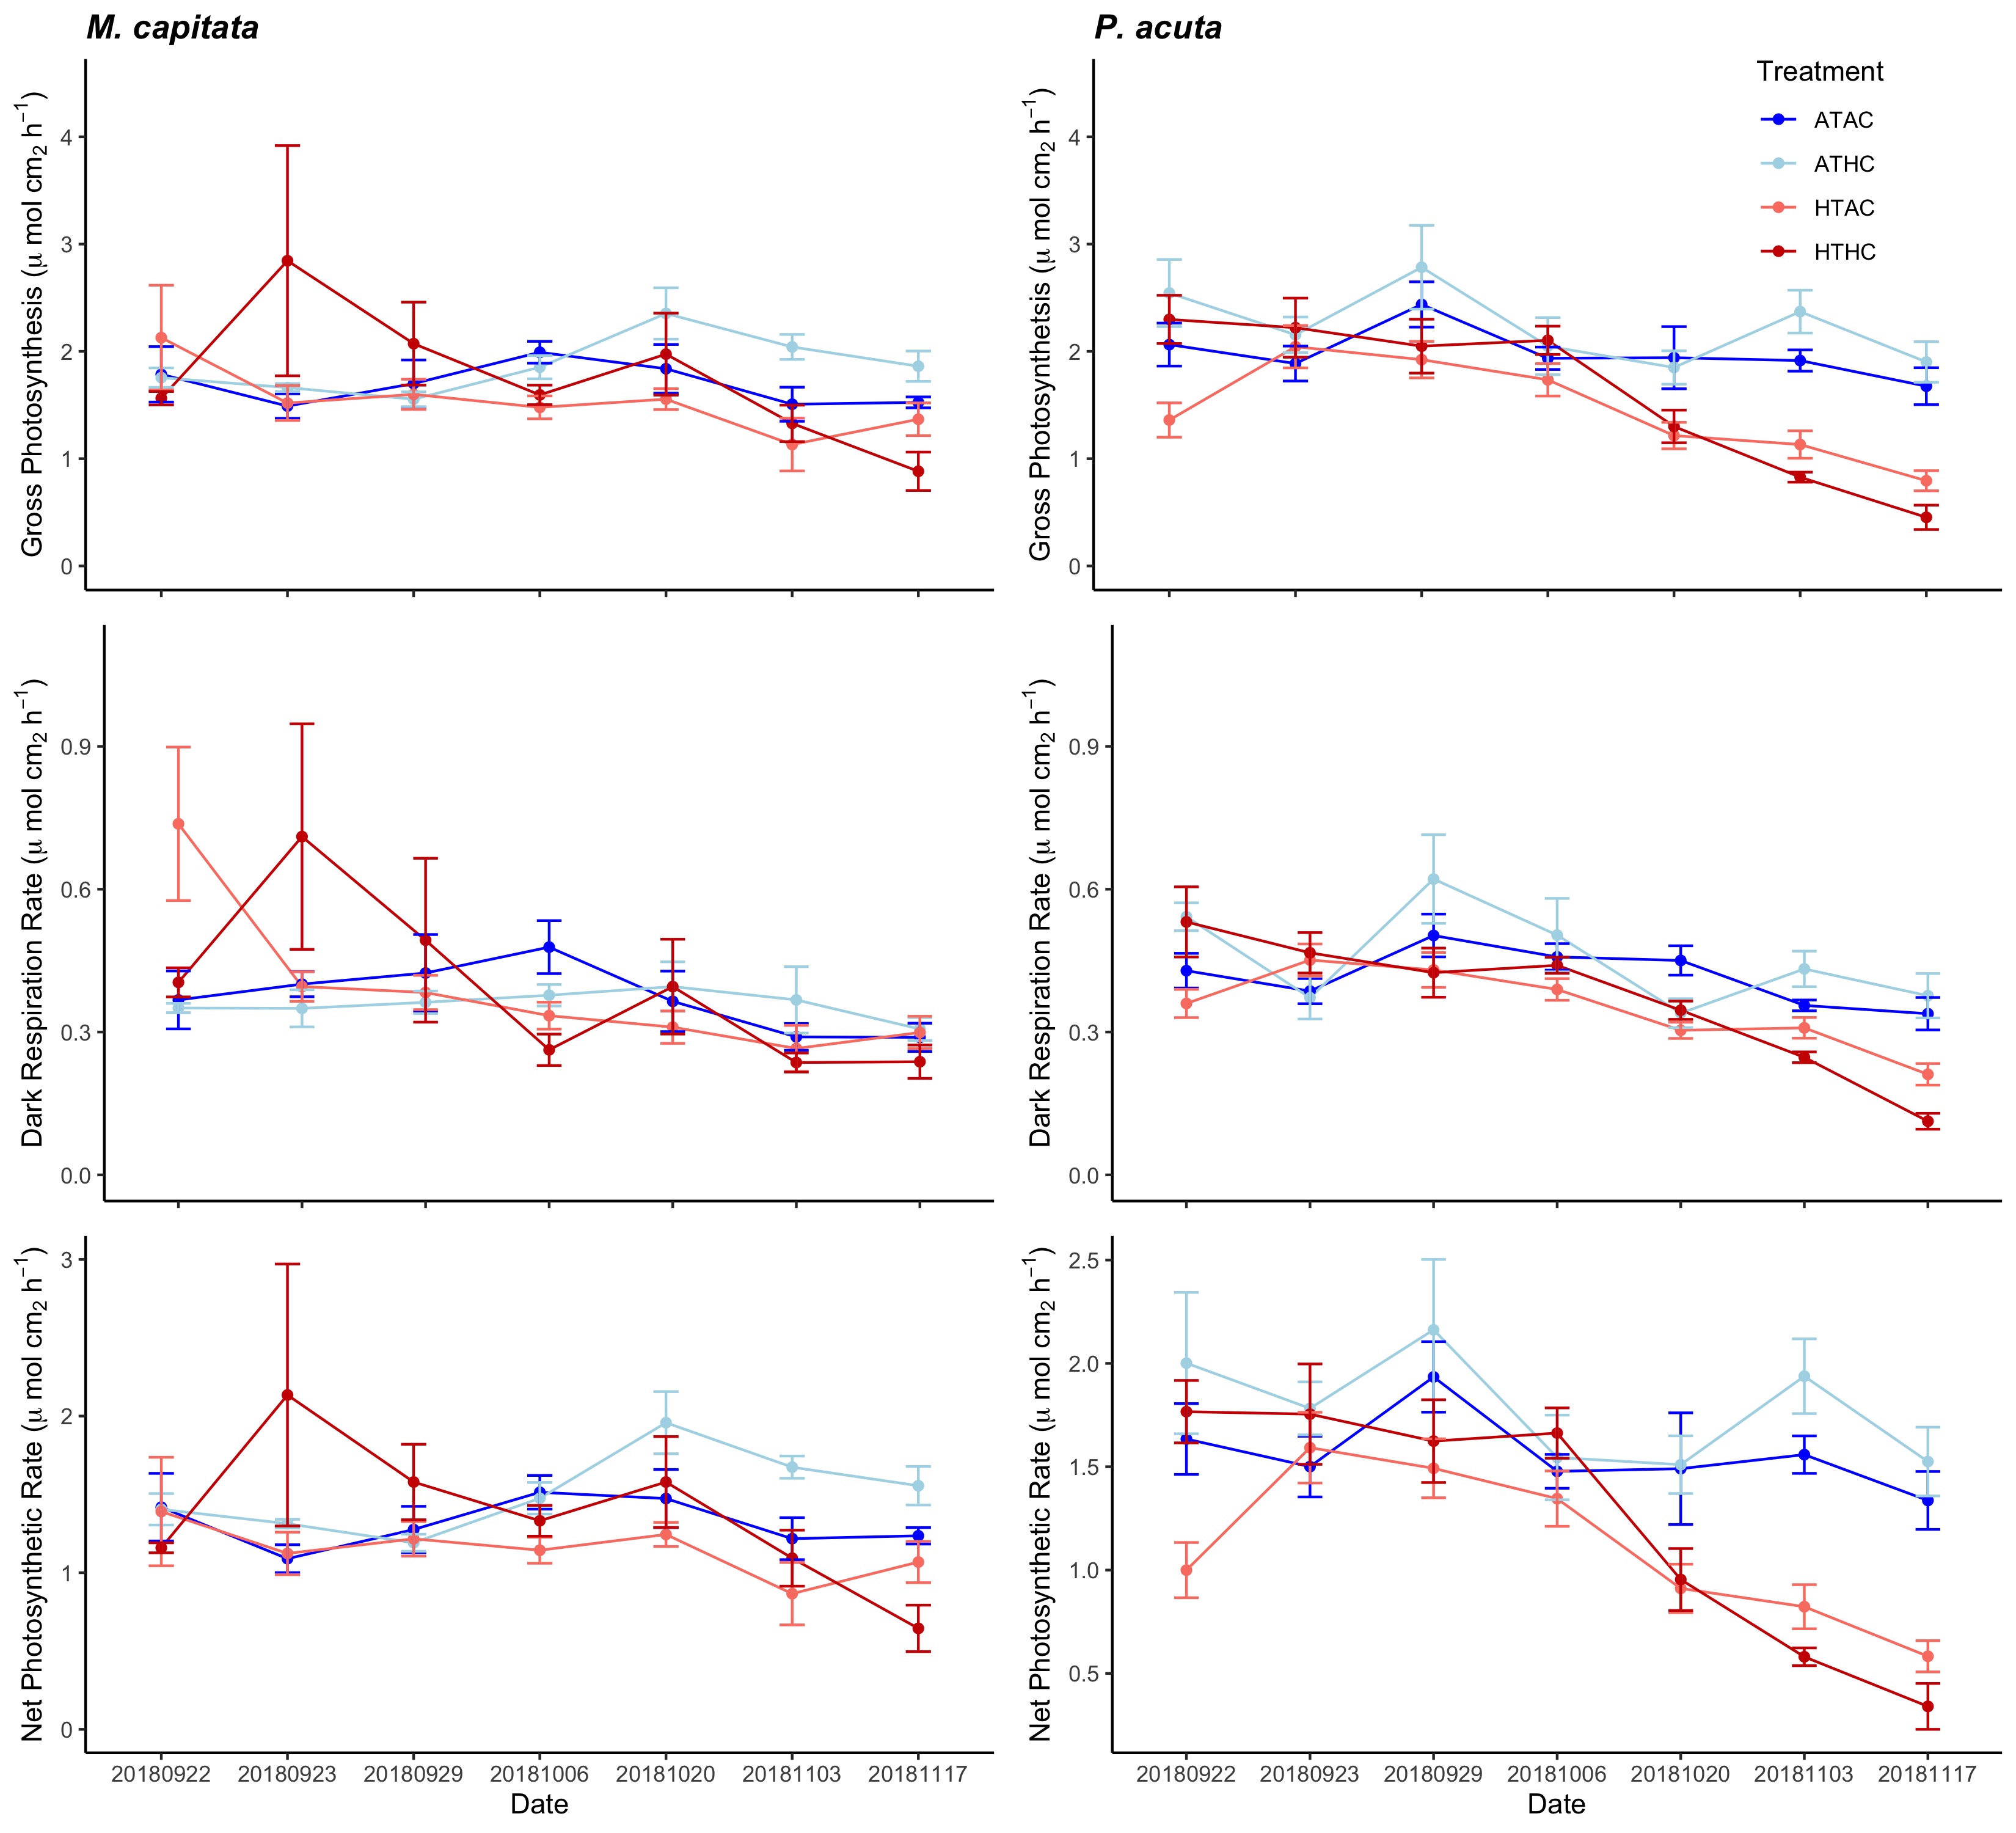 M. capitata
P. acuta
Gross Photosynthesis (μ mol cm2 h−1)
4
3
2
1
0
Gross Photosynthetsis (μ mol cm2 h−1)
4
3
2
1
0
Treatment
ATAC
ATHC
HTAC
HTHC
Dark Respiration Rate (μ mol cm2 h−1)
0.9
0.6
0.3
0.0
Dark Respiration Rate (μ mol cm2 h−1)
0.9
0.6
0.3
0.0
Net Photosynthetic Rate (μ mol cm2 h−1)
3
2
1
0
20180922 20180923 20180929 20181006 20181020 20181103 20181117
Date
Net Photosynthetic Rate (μ mol cm2 h−1)
2.5
2.0
1.5
1.0
0.5
20180922 20180923 20180929 20181006 20181020 20181103 20181117
Date